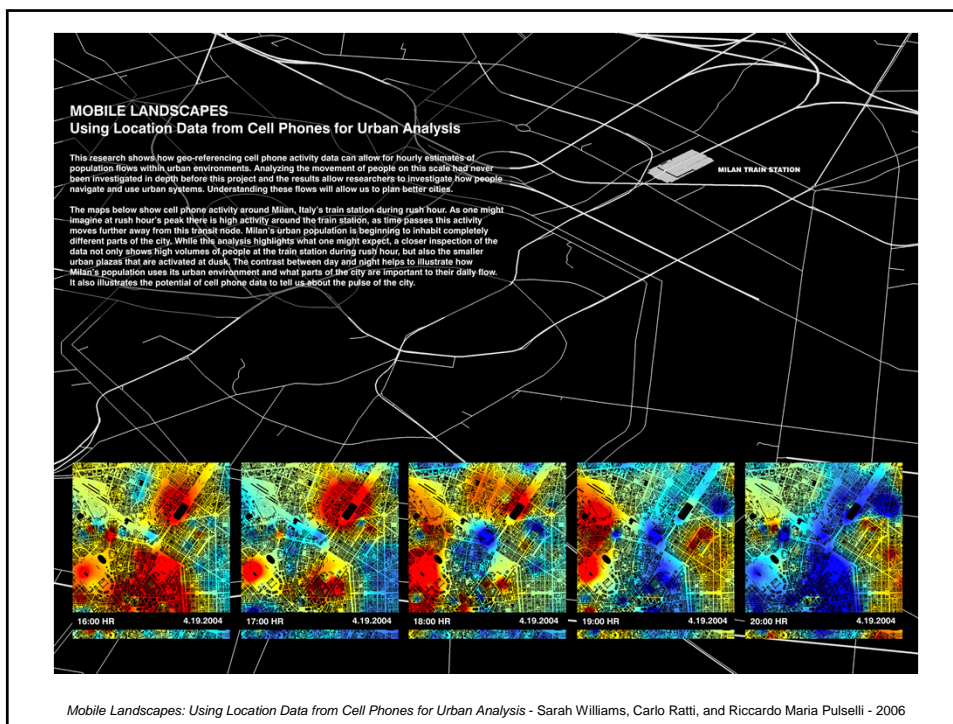 MOBILE LANDSCAPES
Using Location Data from Cell Phones for Urban Analysis
This research shows how geo-referencing cell phone activity data can allow for hourly estimates of
population flows within urban environments. Analyzing the movement of people on this scale had never
been investigated in depth before this project and the results allow researchers to investigate how people
navigate and use urban systems. Understanding these flows will allow us to plan better cities.
The maps below show cell phone activity around Milan, Italy's train station during rush hour. As one might
imagine at rush hour's peak there is high activity around the train station, as time passes this activity
moves further away from this transit node. Milan's urban population is beginning to inhabit completely
different parts of the city. While this analysis highlights what one might expect, a closer inspection of the
data not only shows high volumes of people at the train station during rush hour, but also the smaller
urban plazas that are activated at dusk. The contrast between day and night helps to illustrate how
Milan's population uses its urban environment and what parts of the city are important to their daily flow.
It also illustrates the potential of cell phone data to tell us about the pulse of the city.
MILAN TRAIN STATION
16:00 HR 4.19.2004
17:00 HR 4.19.2004
18:00 HR 4.19.2004
19:00 HR 4.19.2004
20:00 HR 4.19.2004
Mobile Landscapes: Using Location Data from Cell Phones for Urban Analysis - Sarah Williams, Carlo Ratti, and Riccardo Maria Pulselli - 2006